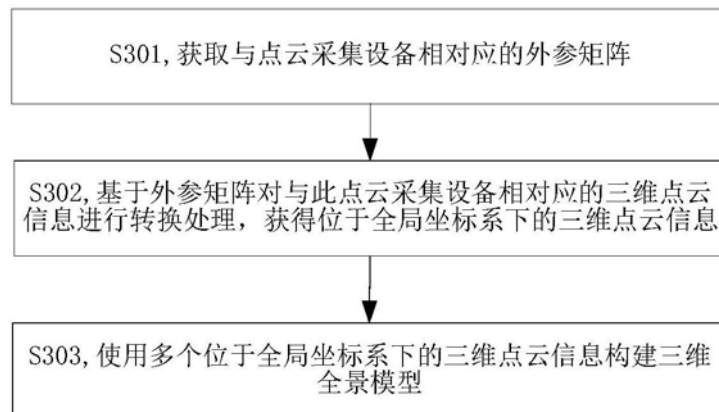 S301,获取与点云采集设备相对应的外参矩阵
S302,基于外参矩阵对与此点云采集设备相对应的三维点云
信息进行转换处理，获得位于全局坐标系下的三维点云信息
S303,使用多个位于全局坐标系下的三维点云信息构建三维
全景模型